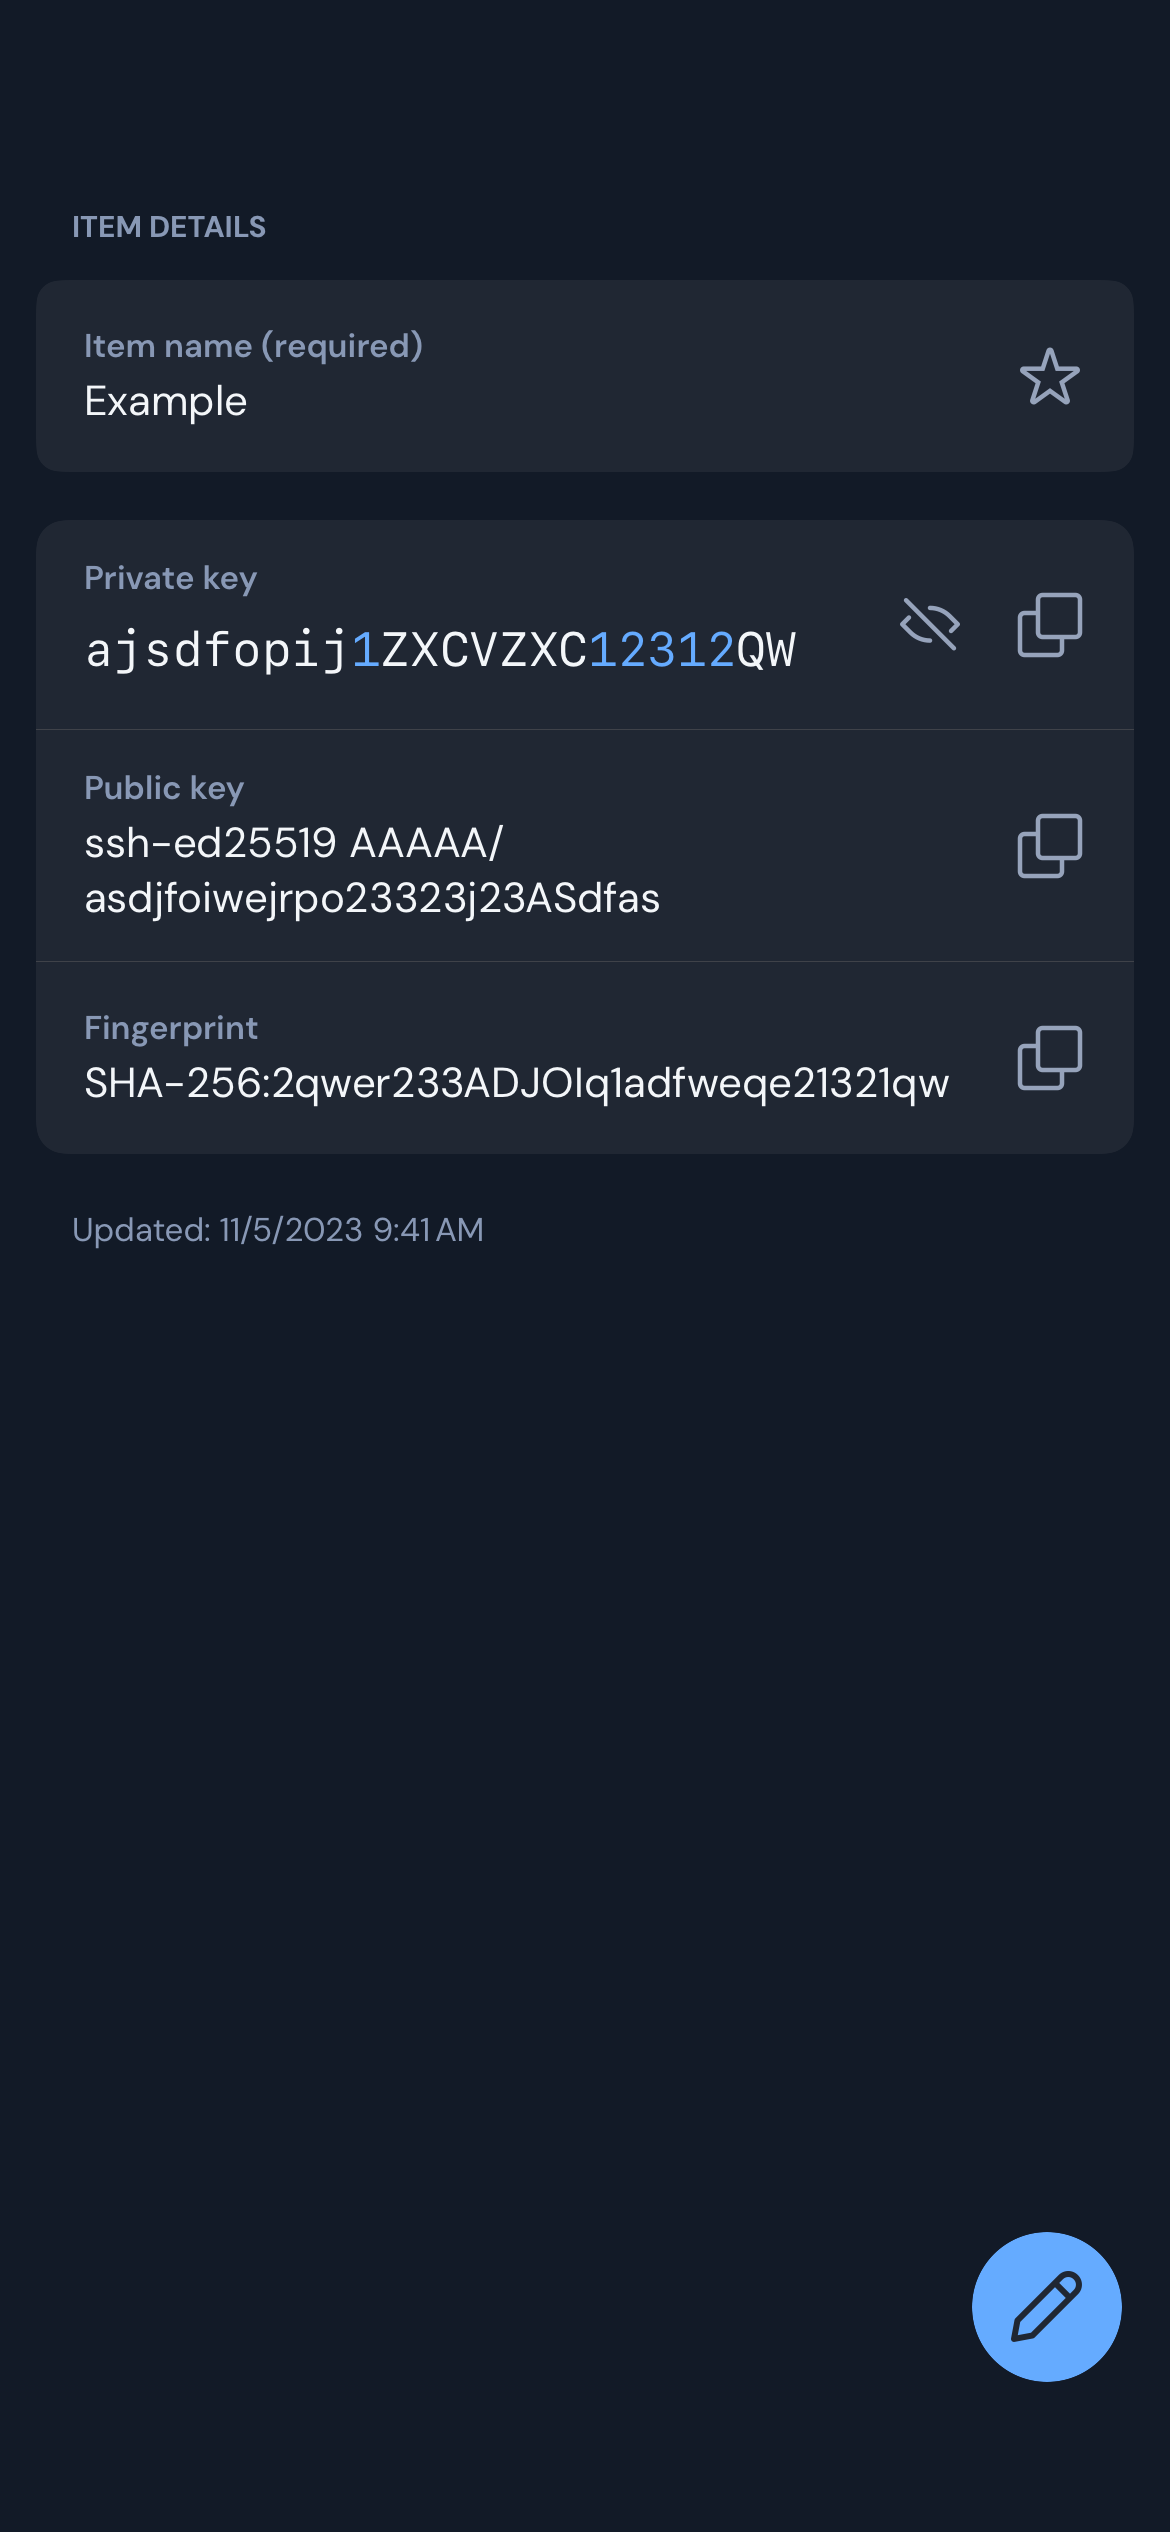 ITEM DETAILS
Item name (required)
Example
Private key
ajsdfopij1ZXCVZXC12312QW
Public key
ssh-ed25519 AAAAA/
asdjfoiwejrpo23323j23ASdfas
Fingerprint
SHA-256:2qwer233ADJOIq1adfweqe21321qw
Updated: 11/5/2023 9:41 AM